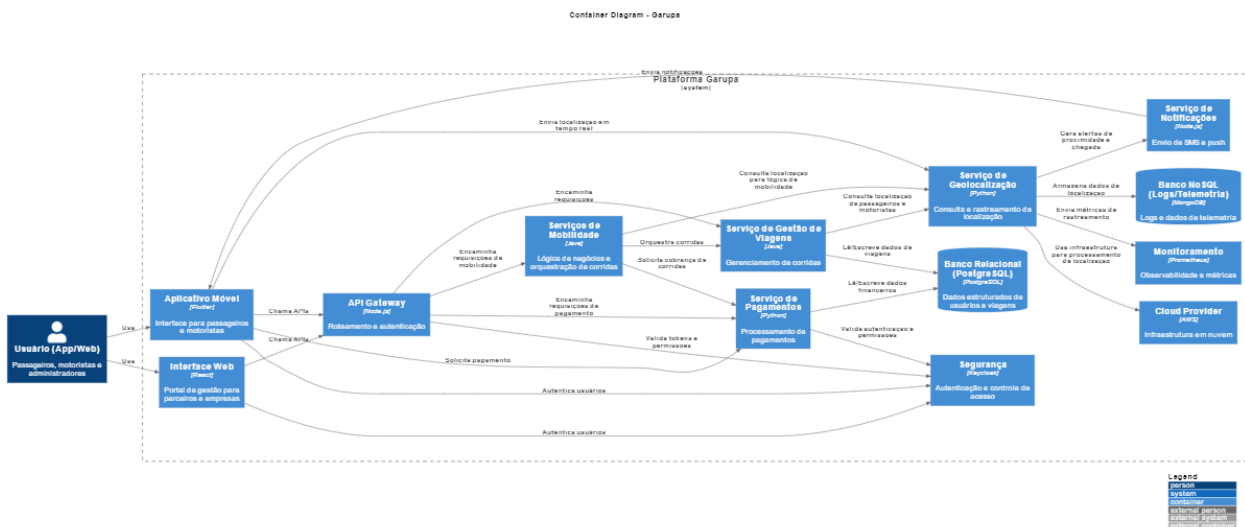 Container Diagram - Garupa
Envia notificações
Plataforma Garupa
(system)
Serviço de
Notificações
[Node.js]
Envio de SMS e push
Envia localização em
tempo real
Gera alertas de
proximidade e
chegada
Consulta localização
para lógica de
mobilidade
Serviço de
Geolocalização
[Python]
Consulta e rastreamento de
localização
Armazena dados de
localização
Banco NoSQL
(Logs/Telemetria)
[MongoDB]
Logs e dados de telemetria
Encaminha
requisições
Consulta localização
de passageiros e
motoristas
Envia métricas de
rastreamento
Serviços de
Mobilidade
[Java]
Lógica de negócios e
orquestração de corridas
Orquestra corridas
Serviço de Gestão de
Viagens
[Java]
Gerenciamento de corridas
Encaminha
requisições de
mobilidade
Solicita cobrança de
corridas
Lê/Escreve dados de
viagens
Usa infraestrutura
para processamento
de localização
Monitoramento
[Prometheus]
Observabilidade e métricas
Banco Relacional
(PostgreSQL)
[PostgreSQL]
Dados estruturados de
usuários e viagens
Aplicativo Móvel
[Flutter]
Interface para passageiros
e motoristas
API Gateway
[Node.js]
Roteamento e autenticação
Chama APIs
Encaminha
requisições de
pagamento
Serviço de
Pagamentos
[Python]
Processamento de
pagamentos
Lê/Escreve dados
financeiros
Cloud Provider
[AWS]
Infraestrutura em nuvem
Usuário (App/Web)
Passageiros, motoristas e
administradores
Usa
Usa
Chama APIs
Valida tokens e
permissões
Valida autenticação e
permissões
Interface Web
[React]
Portal de gestão para
parceiros e empresas
Solicita pagamento
Segurança
[Keycloak]
Autenticação e controle de
acesso
Autentica usuários
Autentica usuários
Legend
person
system
container
external person
external system
external container